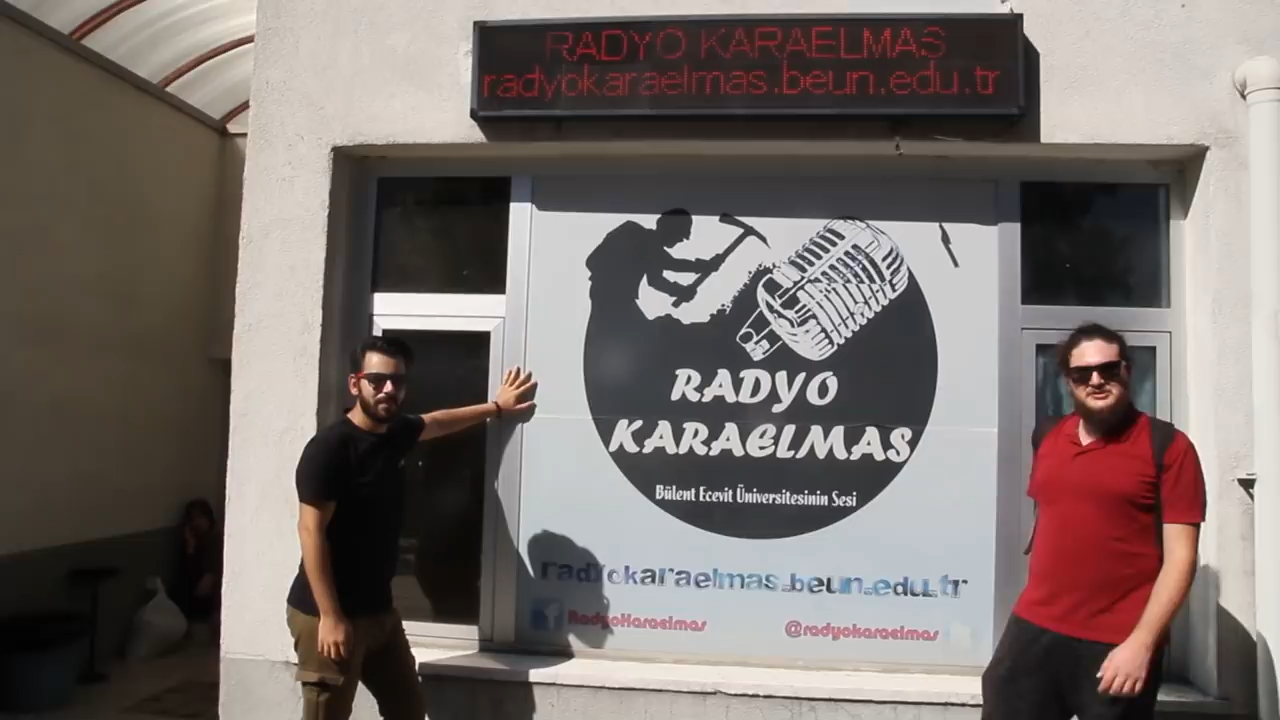 RADYO KARAELMAS
radyokaraelmas.beun.edu.tr
RADYO
KARAELMAS
Bülent Ecevit Üniversitesinin Sesi
radyokaraelmas.beun.edu.tr
f RadyoKaraelmas @radyokaraelmas